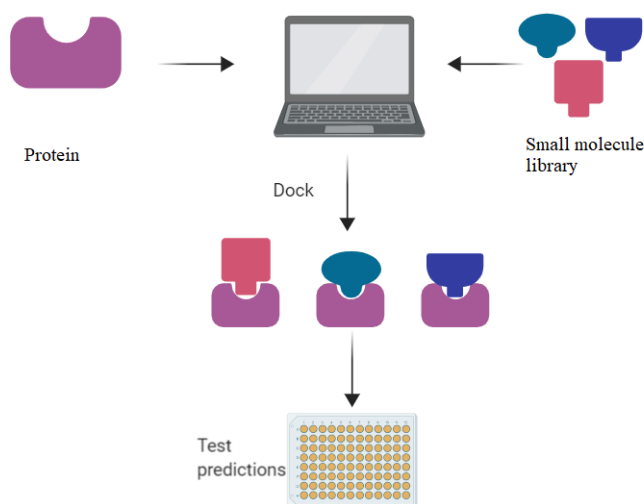 Protein
Small molecule
library
Dock
Test
predictions